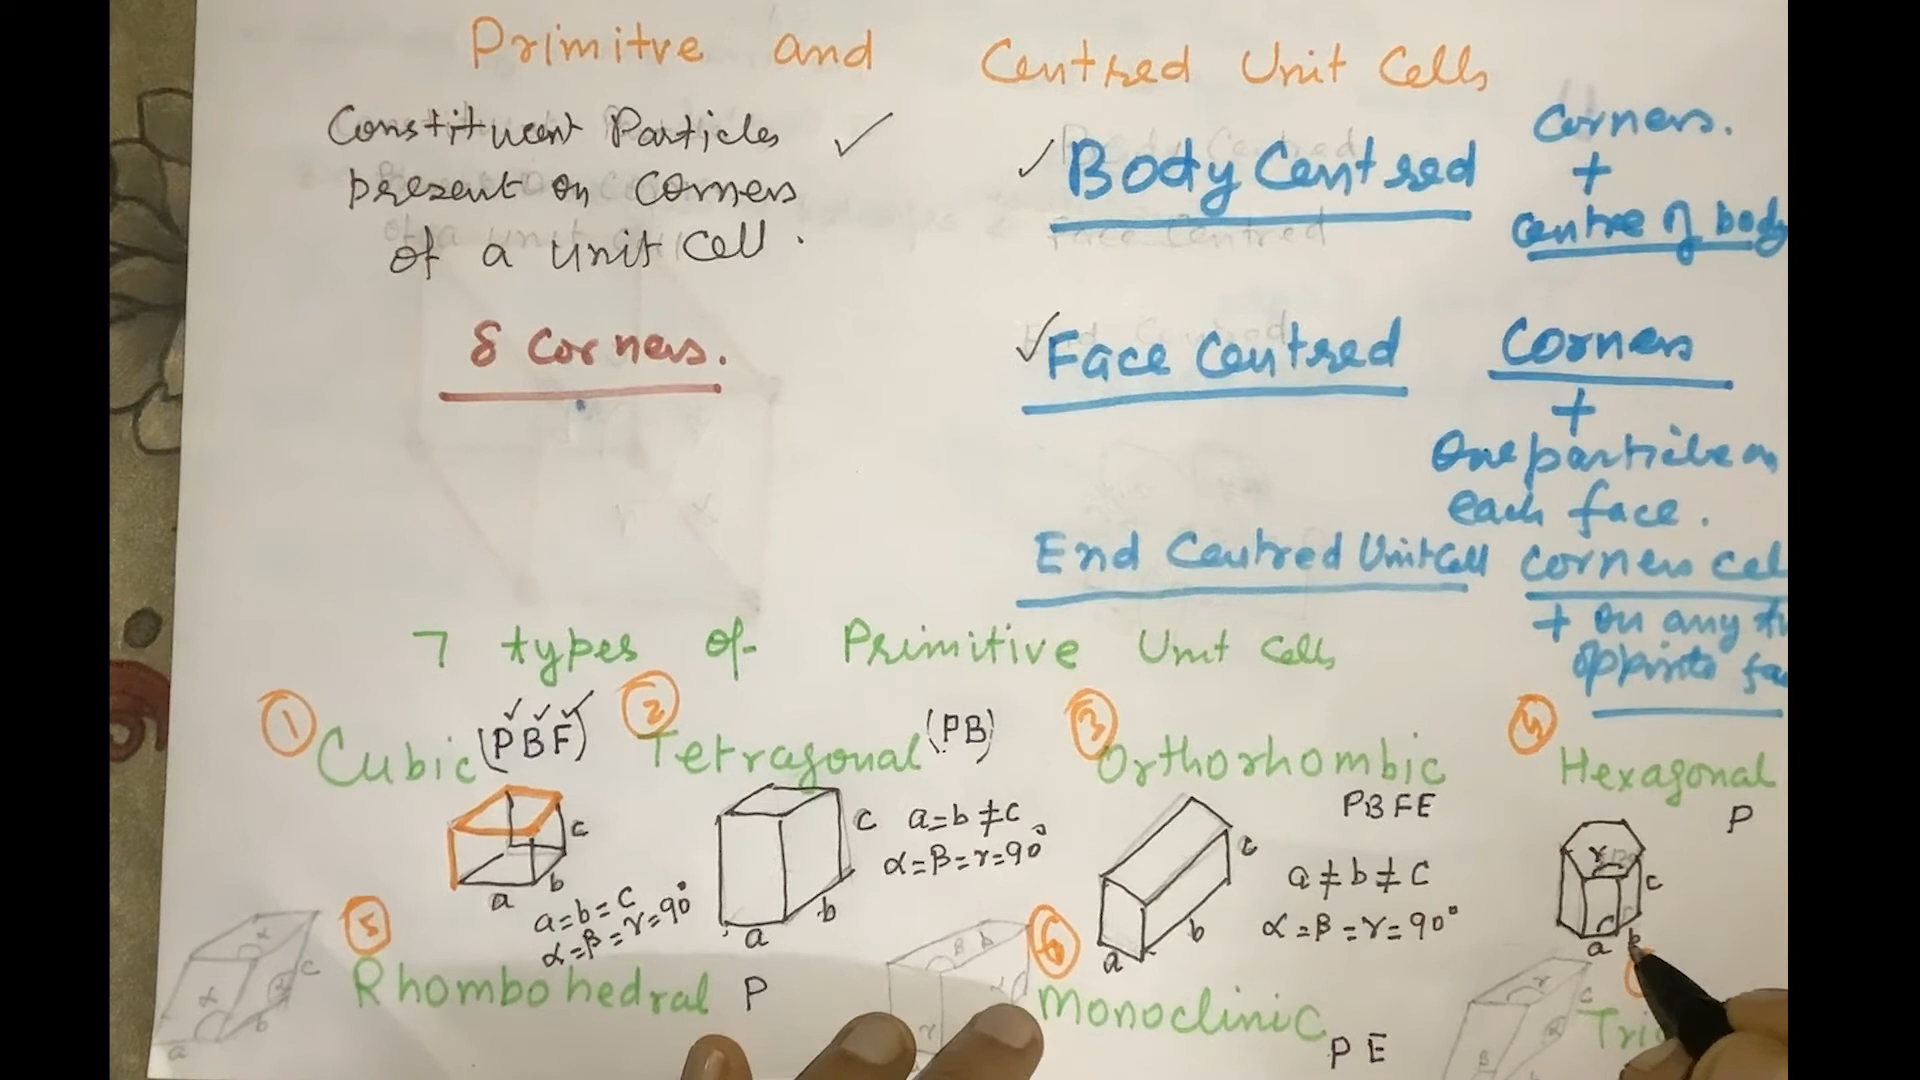 Primitve and Centred Unit Cells
Constituent Particles
present on Corners
of a unit cell.
8 Corners.
Body Centred
Corners.
+
centre of body
Face Centred
Corners
+
One particle on
each face.
End Centred Unit Cell
corners cel
+ on any
opposite fa
7 types of Primitive Unit Cells
1 Cubic (PBF)
a b c
a=b=c
α=β=γ=90°
2 Tetragonal (PB)
a b c
a=b≠c
α=β=γ=90°
3 Orthorhombic
PBFE
a b c
a≠b≠c
α=β=γ=90°
4 Hexagonal
P
γ
a b c
5 Rhombohedral P
α
c
α
b
a
6 Monoclinic
P E
β b
γ
Tri
γ c
α
β